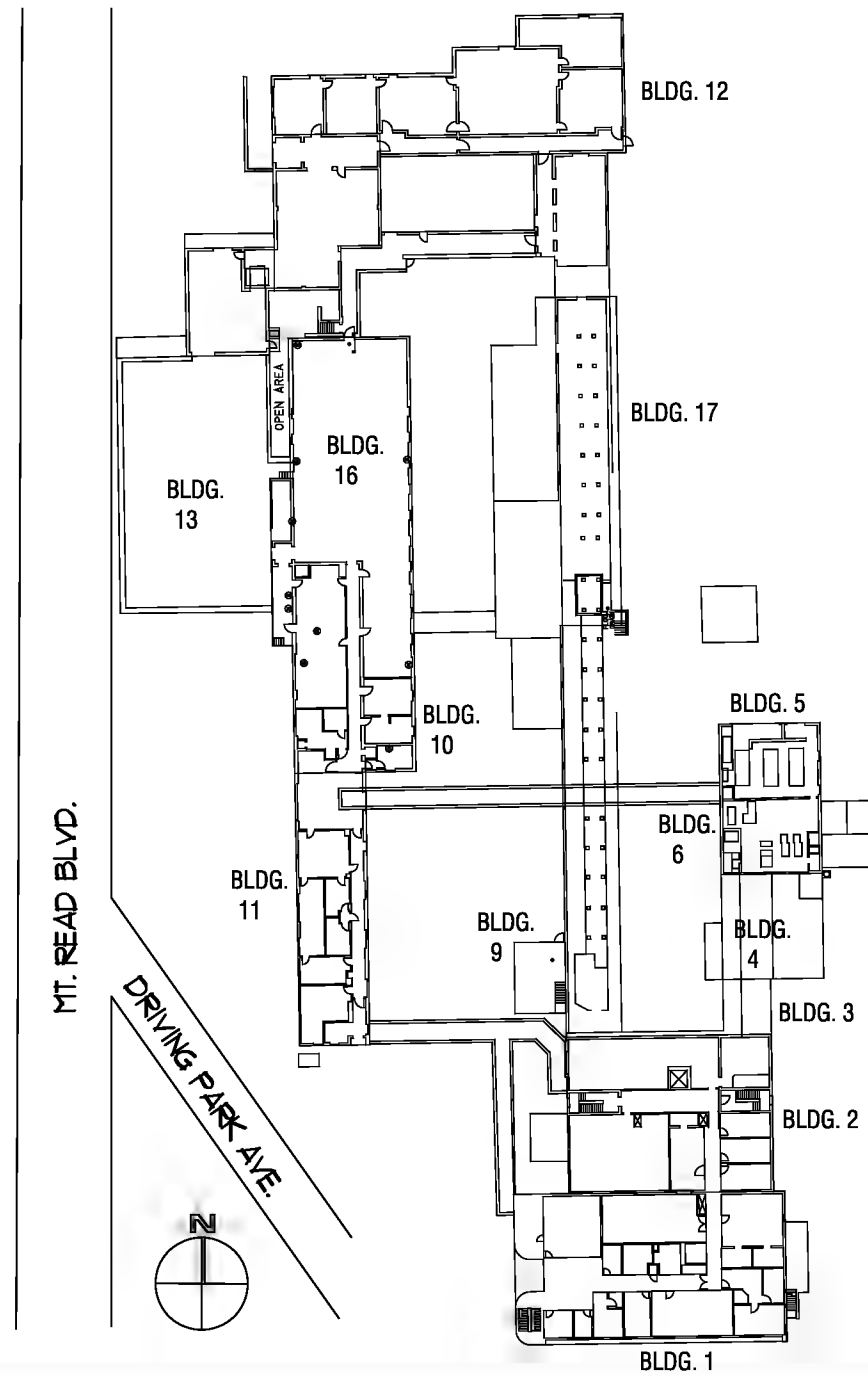 BLDG. 12
BLDG. 17
OPEN AREA
BLDG.
16
BLDG.
13
BLDG. 5
BLDG.
10
BLDG.
6
MT. READ BLVD.
BLDG.
11
BLDG.
9
BLDG.
4
DRIVING PARK AVE.
BLDG. 3
BLDG. 2
N
BLDG. 1